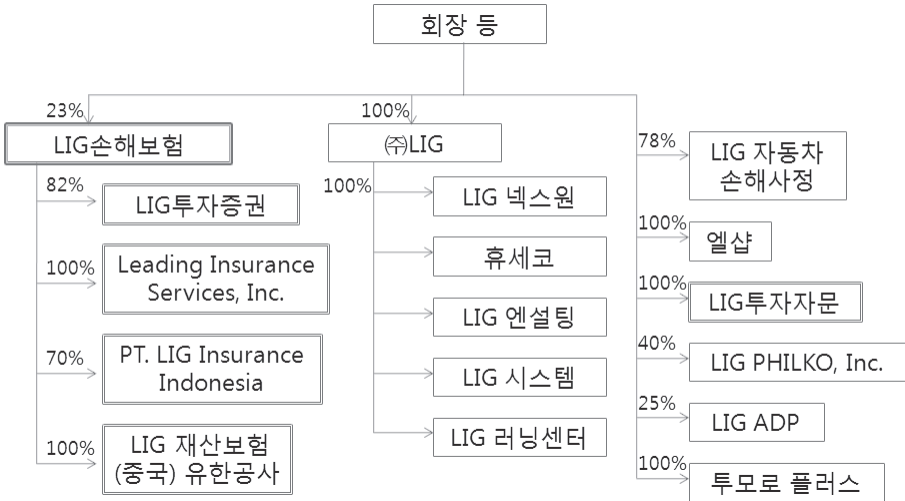 회장 등
23%
LIG손해보험
82%
LIG투자증권
100%
Leading Insurance
Services, Inc.
70%
PT. LIG Insurance
Indonesia
100%
LIG 재산보험
(중국) 유한공사
100%
㈜LIG
100%
LIG 넥스원
휴세코
LIG 엔설팅
LIG 시스템
LIG 러닝센터
78%
LIG 자동차
손해사정
100%
엘샵
100%
LIG투자자문
40%
LIG PHILKO, Inc.
25%
LIG ADP
100%
투모로 플러스